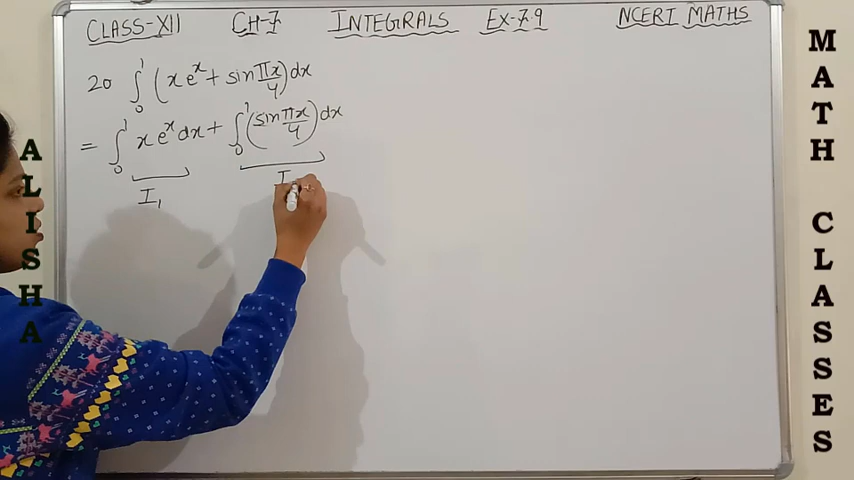 CLASS-XII CH-7 INTEGRALS EX-7.9 NCERT MATHS
20 ∫₀¹ (x eˣ + sin πx/4) dx
= ∫₀¹ x eˣ dx + ∫₀¹ (sin πx/4) dx
I₁ I
ALISHA
MATH CLASSES